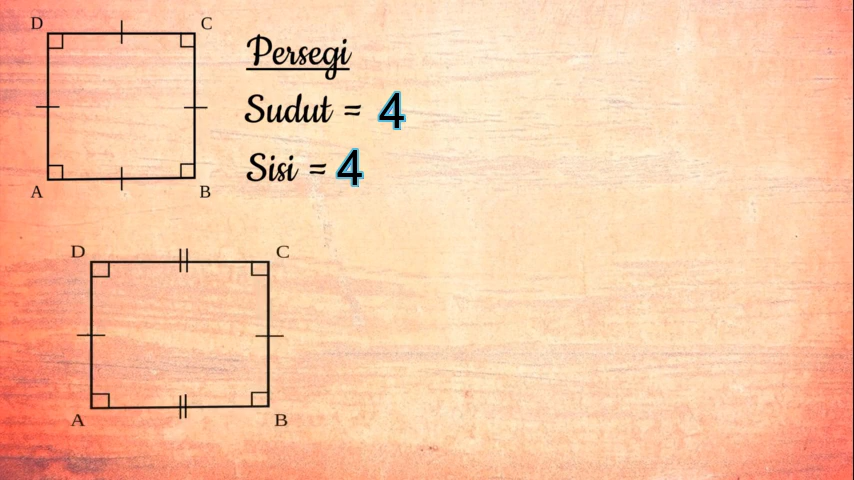 D C
Persegi
Sudut = 4
Sisi = 4
A B
D C
A B